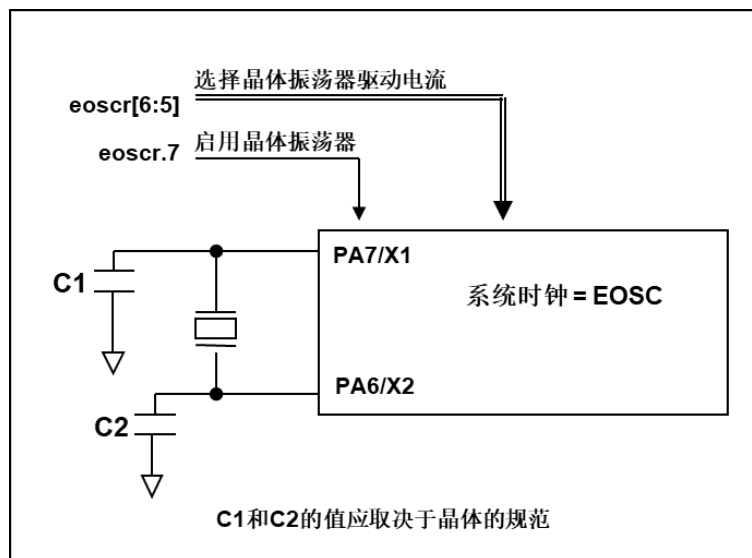 选择晶体振荡器驱动电流
eoscr[6:5]
eoscr.7 启用晶体振荡器
PA7/X1
C1
系统时钟 = EOSC
PA6/X2
C2
C1和C2的值应取决于晶体的规范